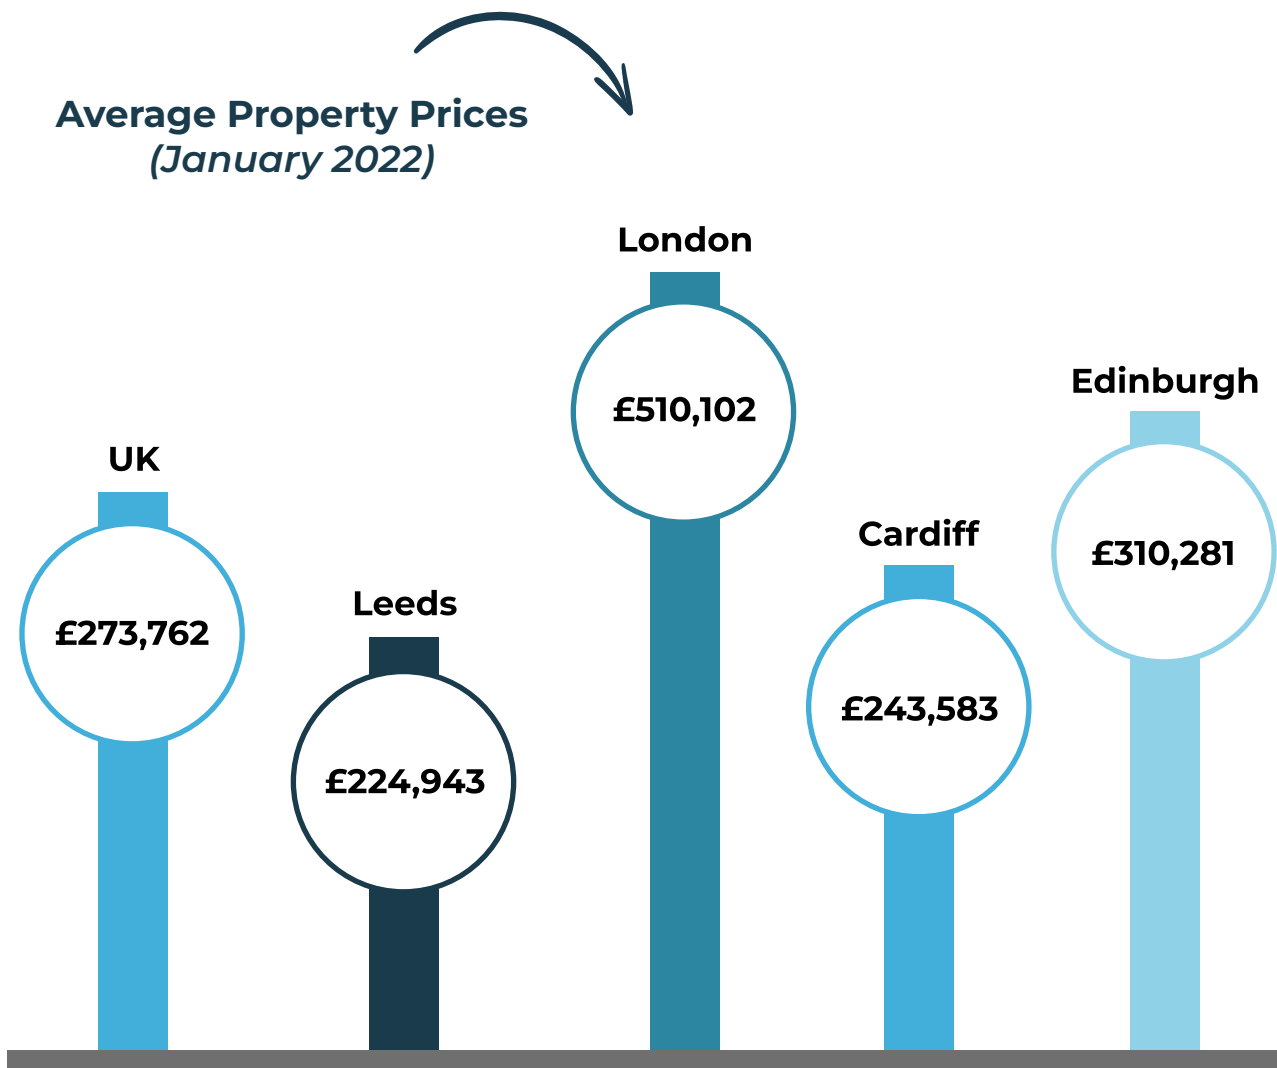 Average Property Prices
(January 2022)
London
£510,102
Edinburgh
£310,281
UK
£273,762
Cardiff
£243,583
Leeds
£224,943